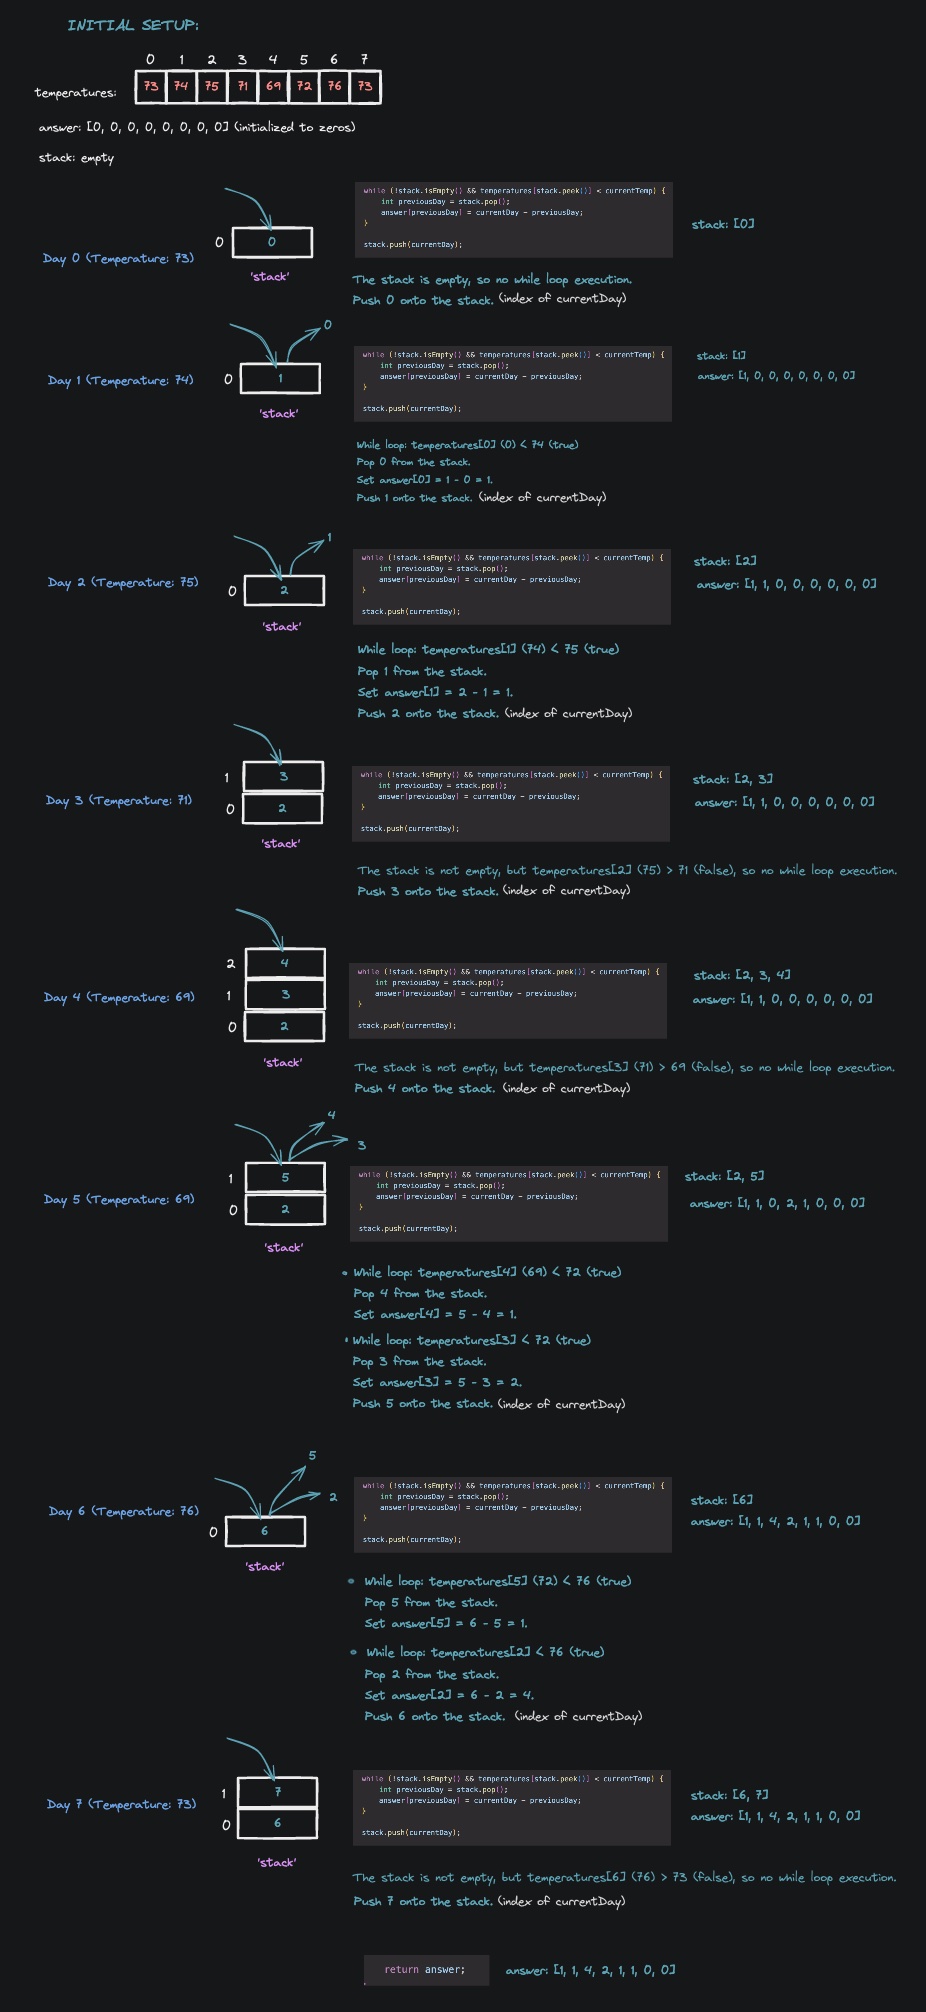 INITIAL SETUP:
0 1 2 3 4 5 6 7
temperatures: 73 74 75 71 69 72 76 73
answer: [0, 0, 0, 0, 0, 0, 0, 0] (initialized to zeros)
stack: empty
Day 0 (Temperature: 73)
0 0
'stack'
while (!stack.isEmpty() && temperatures[stack.peek()] < currentTemp) {
int previousDay = stack.pop();
answer[previousDay] = currentDay - previousDay;
}
stack.push(currentDay);
stack: [0]
The stack is empty, so no while loop execution.
Push 0 onto the stack. (index of currentDay)
Day 1 (Temperature: 74)
0
0 1
'stack'
while (!stack.isEmpty() && temperatures[stack.peek()] < currentTemp) {
int previousDay = stack.pop();
answer[previousDay] = currentDay - previousDay;
}
stack.push(currentDay);
stack: [1]
answer: [1, 0, 0, 0, 0, 0, 0, 0]
While loop: temperatures[0] (0) < 74 (true)
Pop 0 from the stack.
Set answer[0] = 1 - 0 = 1.
Push 1 onto the stack. (index of currentDay)
Day 2 (Temperature: 75)
1
0 2
'stack'
while (!stack.isEmpty() && temperatures[stack.peek()] < currentTemp) {
int previousDay = stack.pop();
answer[previousDay] = currentDay - previousDay;
}
stack.push(currentDay);
stack: [2]
answer: [1, 1, 0, 0, 0, 0, 0, 0]
While loop: temperatures[1] (74) < 75 (true)
Pop 1 from the stack.
Set answer[1] = 2 - 1 = 1.
Push 2 onto the stack. (index of currentDay)
Day 3 (Temperature: 71)
1 3
0 2
'stack'
while (!stack.isEmpty() && temperatures[stack.peek()] < currentTemp) {
int previousDay = stack.pop();
answer[previousDay] = currentDay - previousDay;
}
stack.push(currentDay);
stack: [2, 3]
answer: [1, 1, 0, 0, 0, 0, 0, 0]
The stack is not empty, but temperatures[2] (75) > 71 (false), so no while loop execution.
Push 3 onto the stack. (index of currentDay)
Day 4 (Temperature: 69)
2 4
1 3
0 2
'stack'
while (!stack.isEmpty() && temperatures[stack.peek()] < currentTemp) {
int previousDay = stack.pop();
answer[previousDay] = currentDay - previousDay;
}
stack.push(currentDay);
stack: [2, 3, 4]
answer: [1, 1, 0, 0, 0, 0, 0, 0]
The stack is not empty, but temperatures[3] (71) > 69 (false), so no while loop execution.
Push 4 onto the stack. (index of currentDay)
Day 5 (Temperature: 69)
4
3
1 5
0 2
'stack'
while (!stack.isEmpty() && temperatures[stack.peek()] < currentTemp) {
int previousDay = stack.pop();
answer[previousDay] = currentDay - previousDay;
}
stack.push(currentDay);
stack: [2, 5]
answer: [1, 1, 0, 2, 1, 0, 0, 0]
• While loop: temperatures[4] (69) < 72 (true)
Pop 4 from the stack.
Set answer[4] = 5 - 4 = 1.
• While loop: temperatures[3] < 72 (true)
Pop 3 from the stack.
Set answer[3] = 5 - 3 = 2.
Push 5 onto the stack. (index of currentDay)
Day 6 (Temperature: 76)
5
2
0 6
'stack'
while (!stack.isEmpty() && temperatures[stack.peek()] < currentTemp) {
int previousDay = stack.pop();
answer[previousDay] = currentDay - previousDay;
}
stack.push(currentDay);
stack: [6]
answer: [1, 1, 4, 2, 1, 1, 0, 0]
• While loop: temperatures[5] (72) < 76 (true)
Pop 5 from the stack.
Set answer[5] = 6 - 5 = 1.
• While loop: temperatures[2] < 76 (true)
Pop 2 from the stack.
Set answer[2] = 6 - 2 = 4.
Push 6 onto the stack. (index of currentDay)
Day 7 (Temperature: 73)
1 7
0 6
'stack'
while (!stack.isEmpty() && temperatures[stack.peek()] < currentTemp) {
int previousDay = stack.pop();
answer[previousDay] = currentDay - previousDay;
}
stack.push(currentDay);
stack: [6, 7]
answer: [1, 1, 4, 2, 1, 1, 0, 0]
The stack is not empty, but temperatures[6] (76) > 73 (false), so no while loop execution.
Push 7 onto the stack. (index of currentDay)
return answer;
answer: [1, 1, 4, 2, 1, 1, 0, 0]